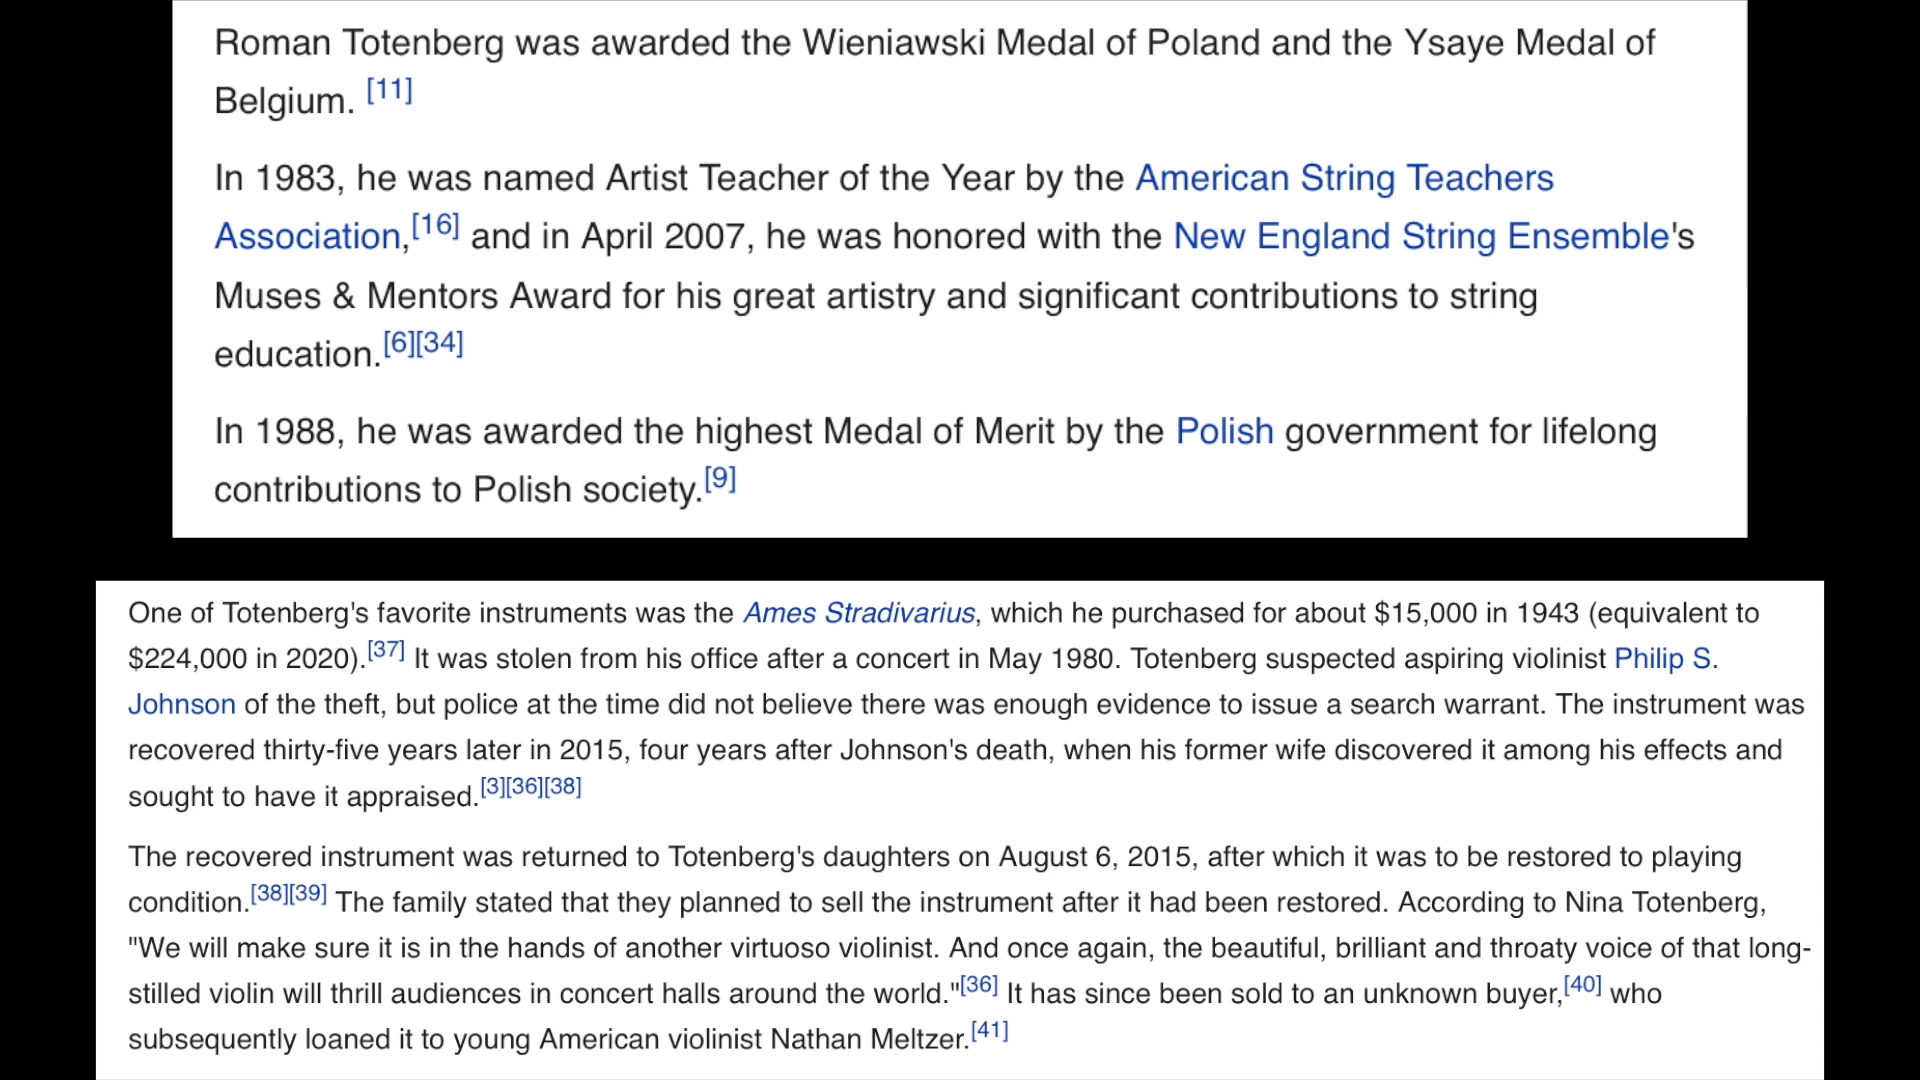 Roman Totenberg was awarded the Wieniawski Medal of Poland and the Ysaye Medal of
Belgium. [11]
In 1983, he was named Artist Teacher of the Year by the American String Teachers
Association,[16] and in April 2007, he was honored with the New England String Ensemble's
Muses & Mentors Award for his great artistry and significant contributions to string
education.[6][34]
In 1988, he was awarded the highest Medal of Merit by the Polish government for lifelong
contributions to Polish society.[9]
One of Totenberg's favorite instruments was the Ames Stradivarius, which he purchased for about $15,000 in 1943 (equivalent to
$224,000 in 2020).[37] It was stolen from his office after a concert in May 1980. Totenberg suspected aspiring violinist Philip S.
Johnson of the theft, but police at the time did not believe there was enough evidence to issue a search warrant. The instrument was
recovered thirty-five years later in 2015, four years after Johnson's death, when his former wife discovered it among his effects and
sought to have it appraised.[3][36][38]
The recovered instrument was returned to Totenberg's daughters on August 6, 2015, after which it was to be restored to playing
condition.[38][39] The family stated that they planned to sell the instrument after it had been restored. According to Nina Totenberg,
"We will make sure it is in the hands of another virtuoso violinist. And once again, the beautiful, brilliant and throaty voice of that long-
stilled violin will thrill audiences in concert halls around the world."[36] It has since been sold to an unknown buyer,[40] who
subsequently loaned it to young American violinist Nathan Meltzer.[41]